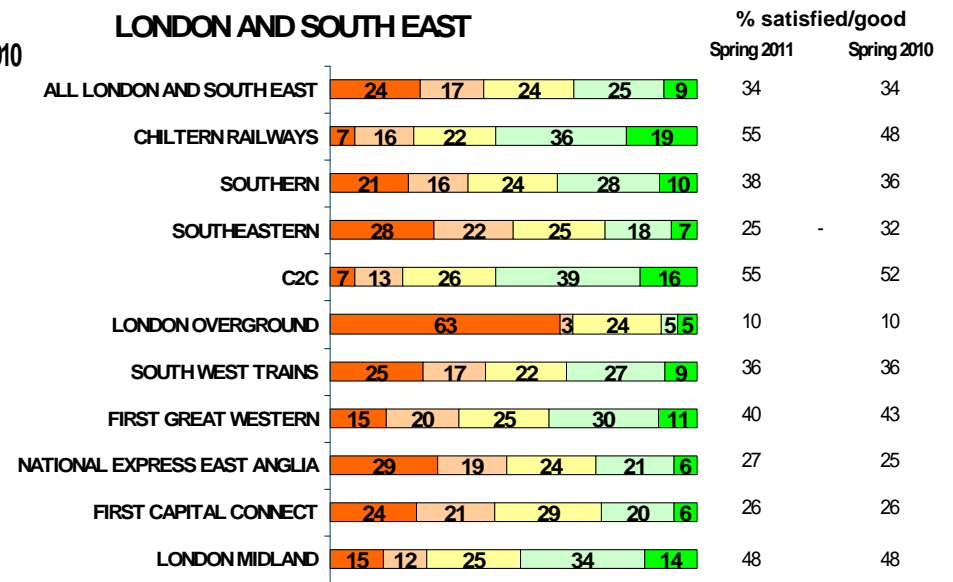 LONDON AND SOUTH EAST
% satisfied/good
010
Spring 2011 Spring 2010
ALL LONDON AND SOUTH EAST 24 17 24 25 9 34 34
CHILTERN RAILWAYS 7 16 22 36 19 55 48
SOUTHERN 21 16 24 28 10 38 36
SOUTHEASTERN 28 22 25 18 7 25 - 32
C2C 7 13 26 39 16 55 52
LONDON OVERGROUND 63 3 24 5 5 10 10
SOUTH WEST TRAINS 25 17 22 27 9 36 36
FIRST GREAT WESTERN 15 20 25 30 11 40 43
NATIONAL EXPRESS EAST ANGLIA 29 19 24 21 6 27 25
FIRST CAPITAL CONNECT 24 21 29 20 6 26 26
LONDON MIDLAND 15 12 25 34 14 48 48